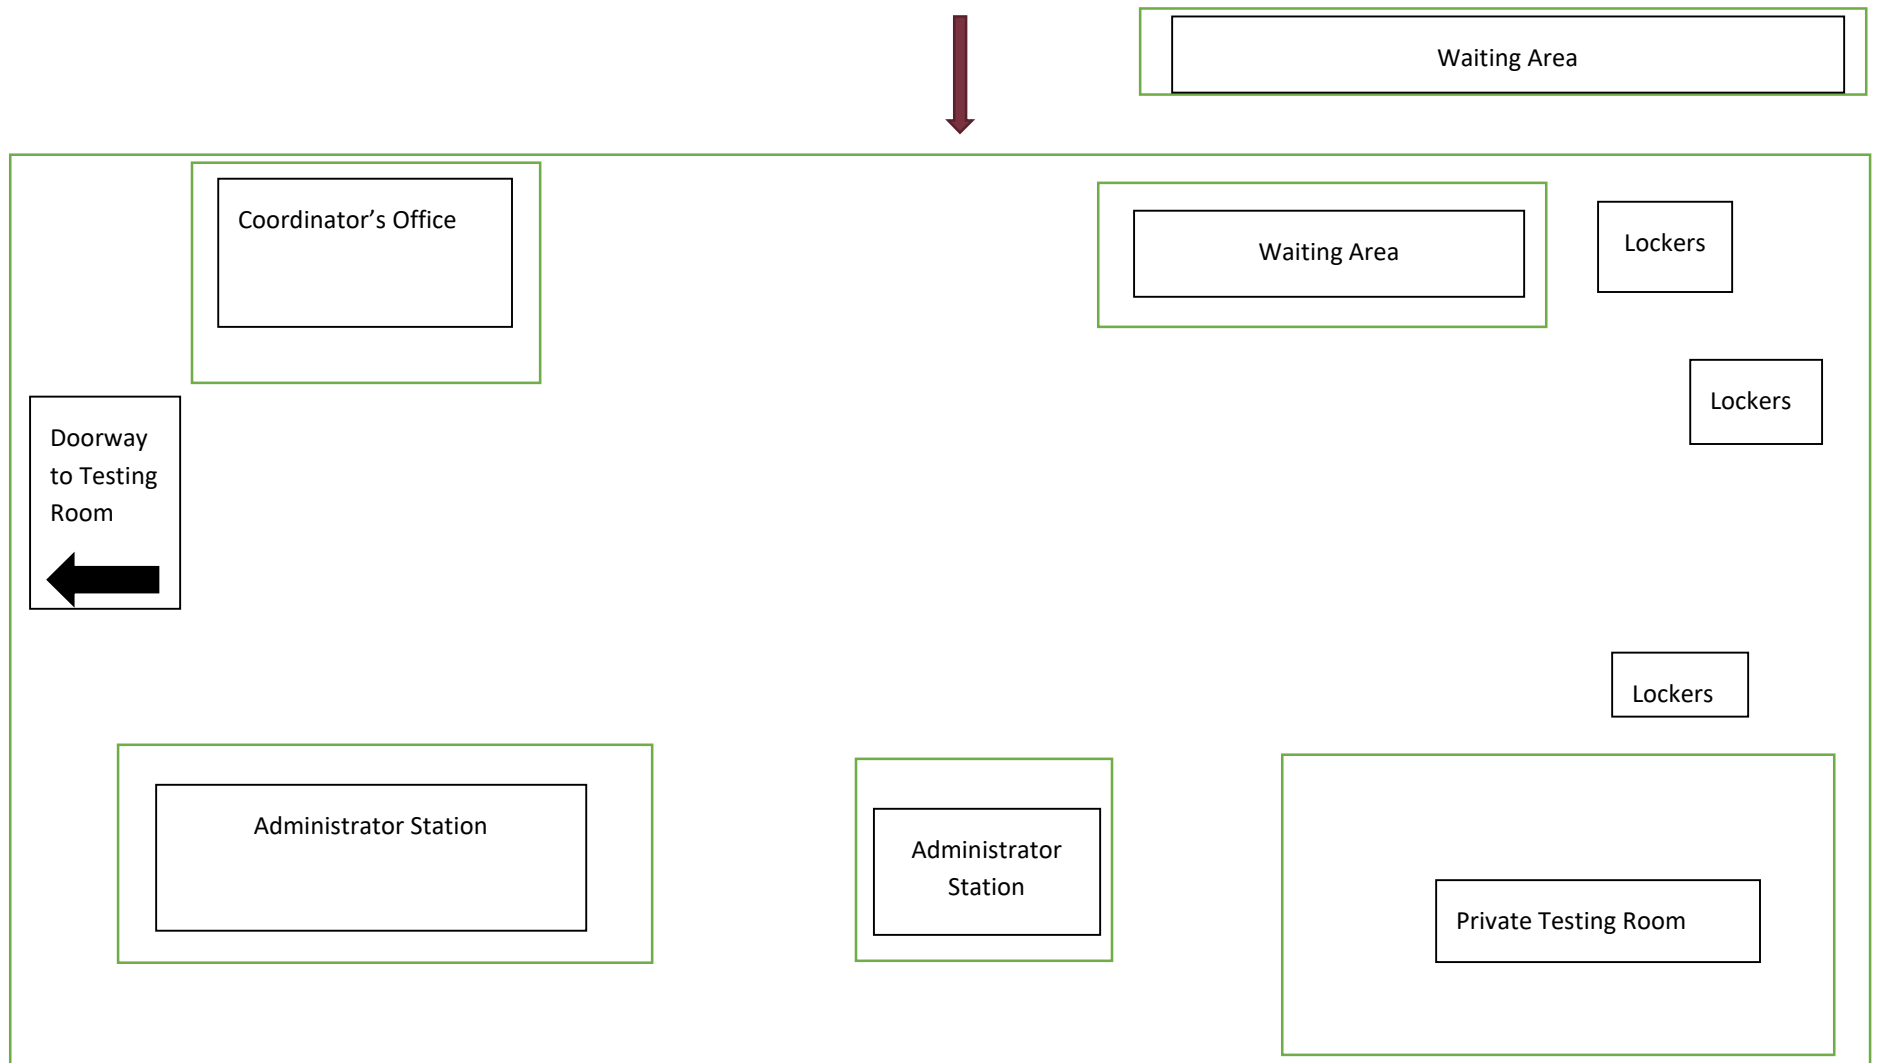 Waiting Area
Coordinator’s Office
Waiting Area
Lockers
Lockers
Doorway
to Testing
Room
Lockers
Administrator Station
Administrator
Station
Private Testing Room